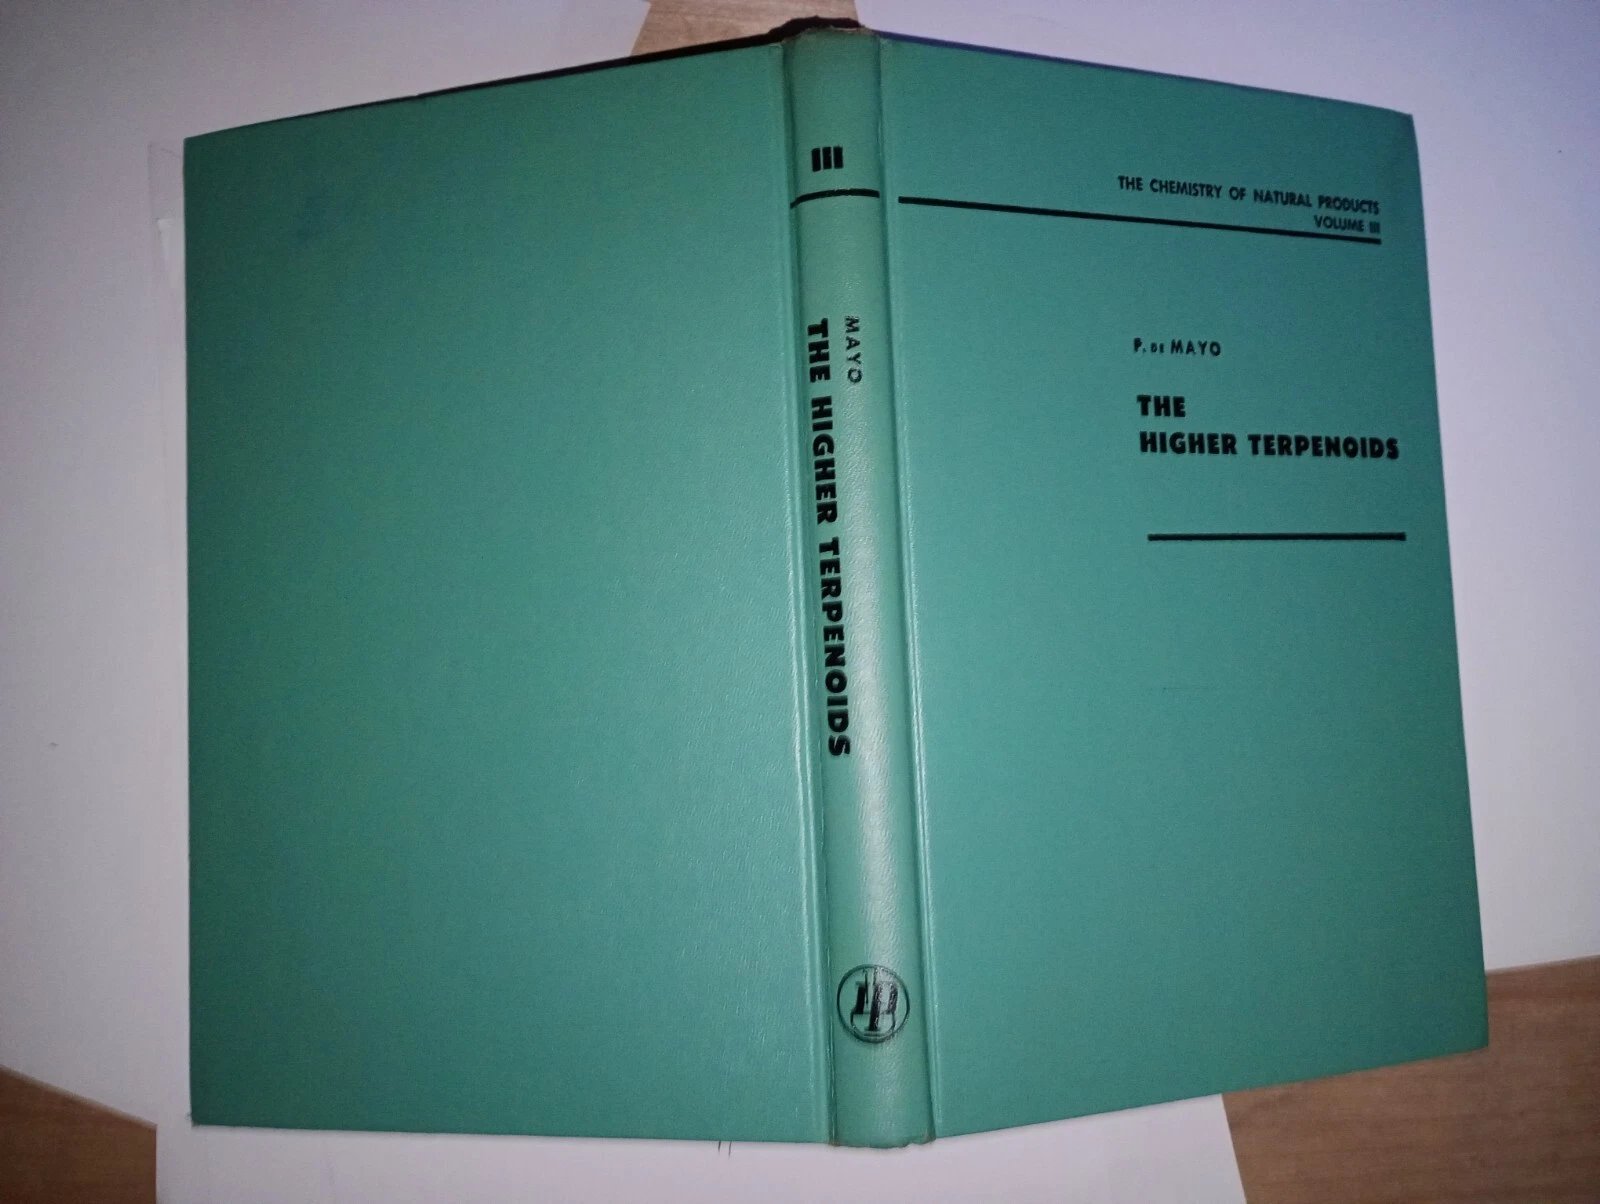 III
MAYO
THE HIGHER TERPENOIDS
THE CHEMISTRY OF NATURAL PRODUCTS
VOLUME III
P. DE MAYO
THE
HIGHER TERPENOIDS